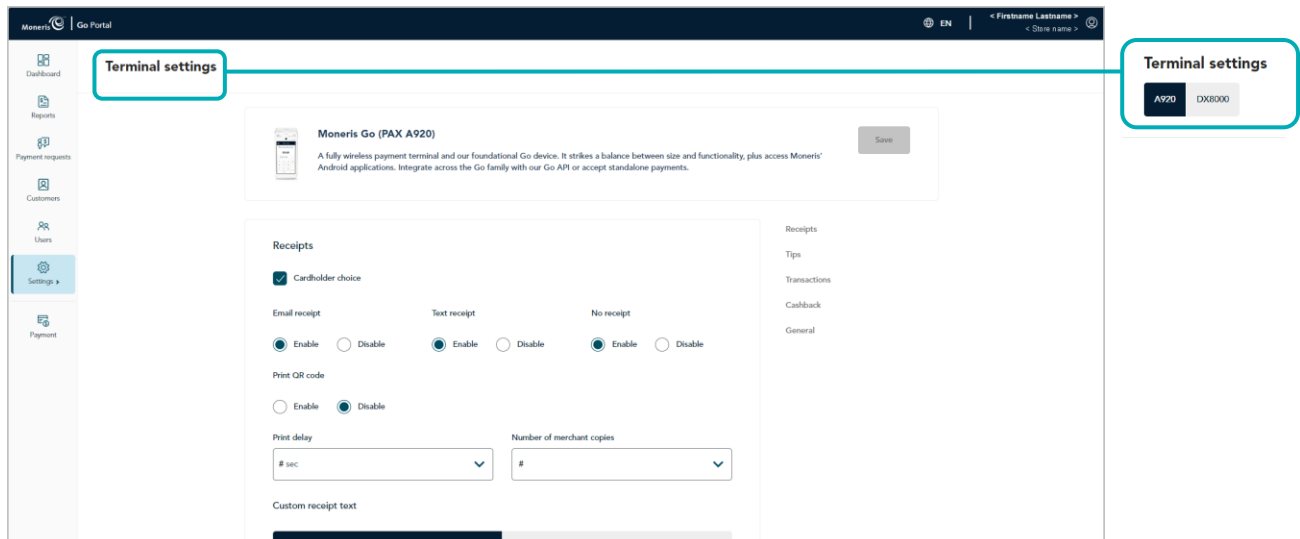 Moneris Go Portal
EN
< Firstname Lastname >
< Store name >
Dashboard
Reports
Payment requests
Customers
Users
Settings
Payment
Terminal settings
Moneris Go (PAX A920)
A fully wireless payment terminal and our foundational Go device. It strikes a balance between size and functionality, plus access Moneris'
Android applications. Integrate across the Go family with our Go API or accept standalone payments.
Save
Receipts
Cardholder choice
Email receipt Text receipt No receipt
Enable Disable Enable Disable Enable Disable
Print QR code
Enable Disable
Print delay Number of merchant copies
# sec #
Custom receipt text
Receipts
Tips
Transactions
Cashback
General
Terminal settings
A920 DX8000